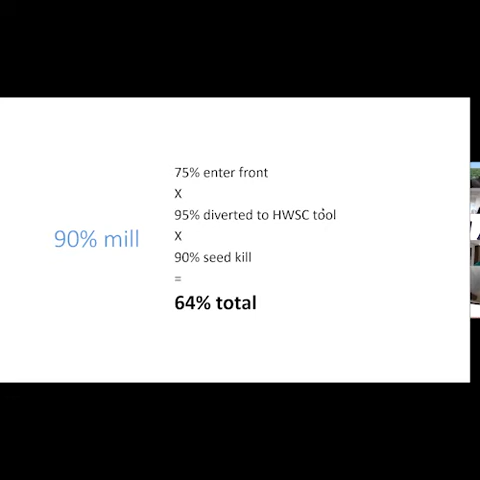 75% enter front
X
95% diverted to HWSC tool
X
90% mill
90% seed kill
=
64% total